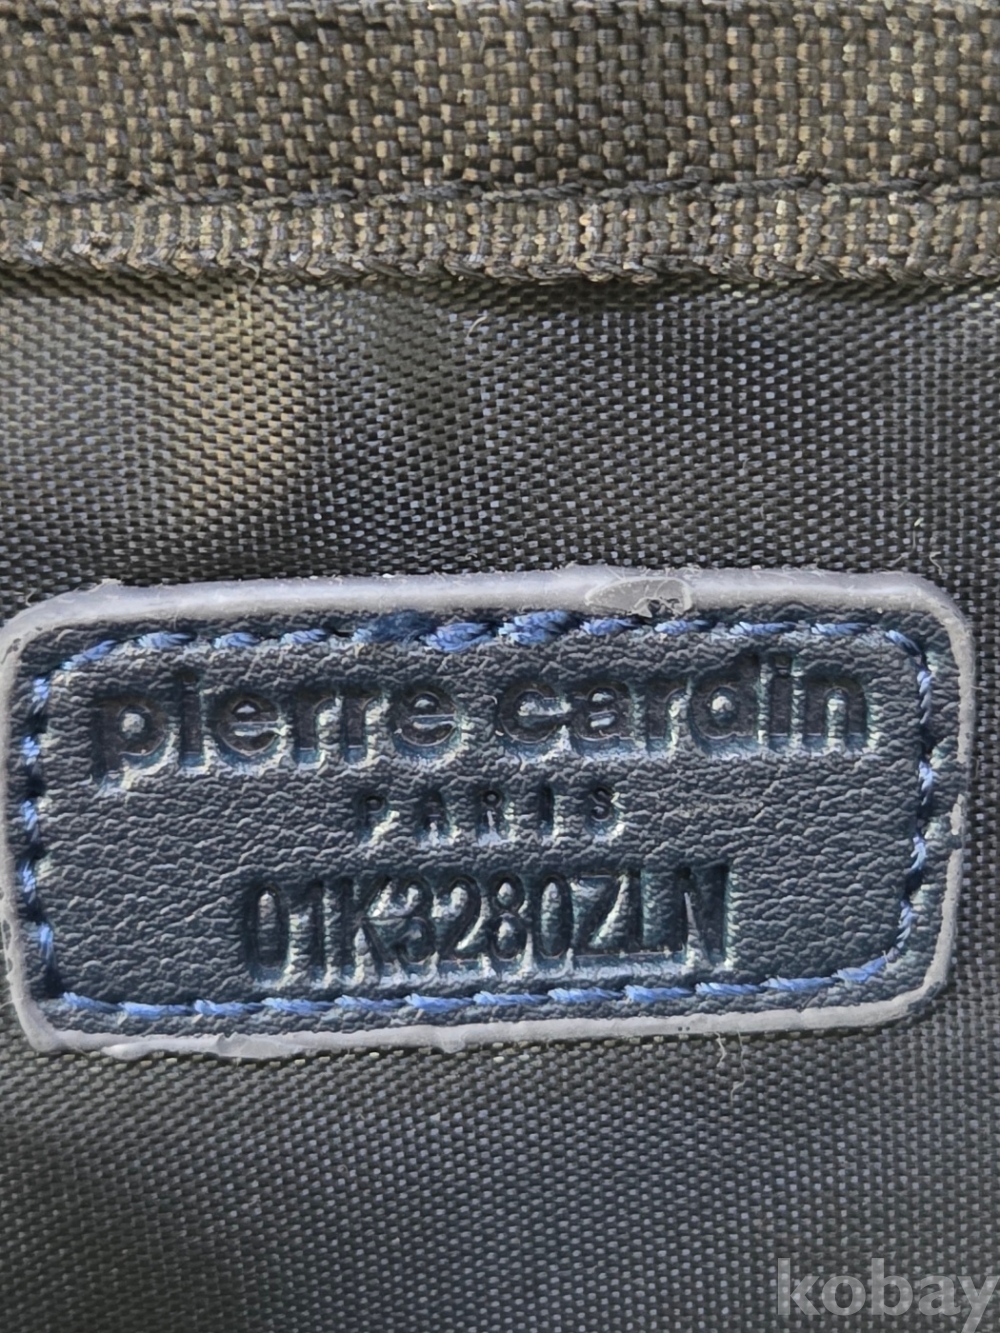 pierre cardin
PARIS
01K3280ZLN
kobay